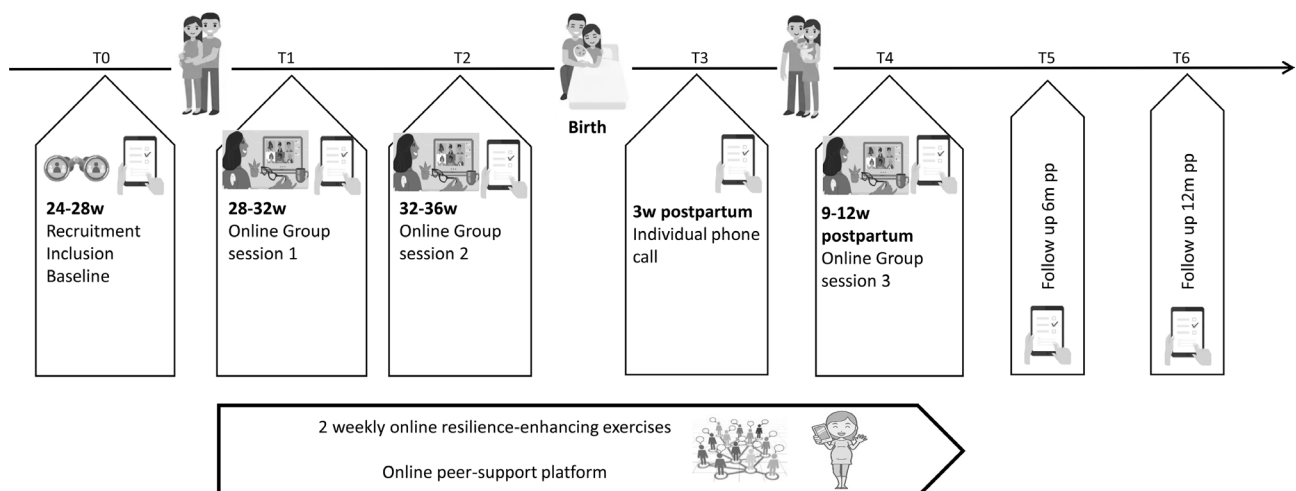 T0
T1
T2
T3
T4
T5
T6
Birth
24-28w
Recruitment
Inclusion
Baseline
28-32w
Online Group
session 1
32-36w
Online Group
session 2
3w postpartum
Individual phone
call
9-12w
postpartum
Online Group
session 3
Follow up 6m pp
Follow up 12m pp
2 weekly online resilience-enhancing exercises
Online peer-support platform